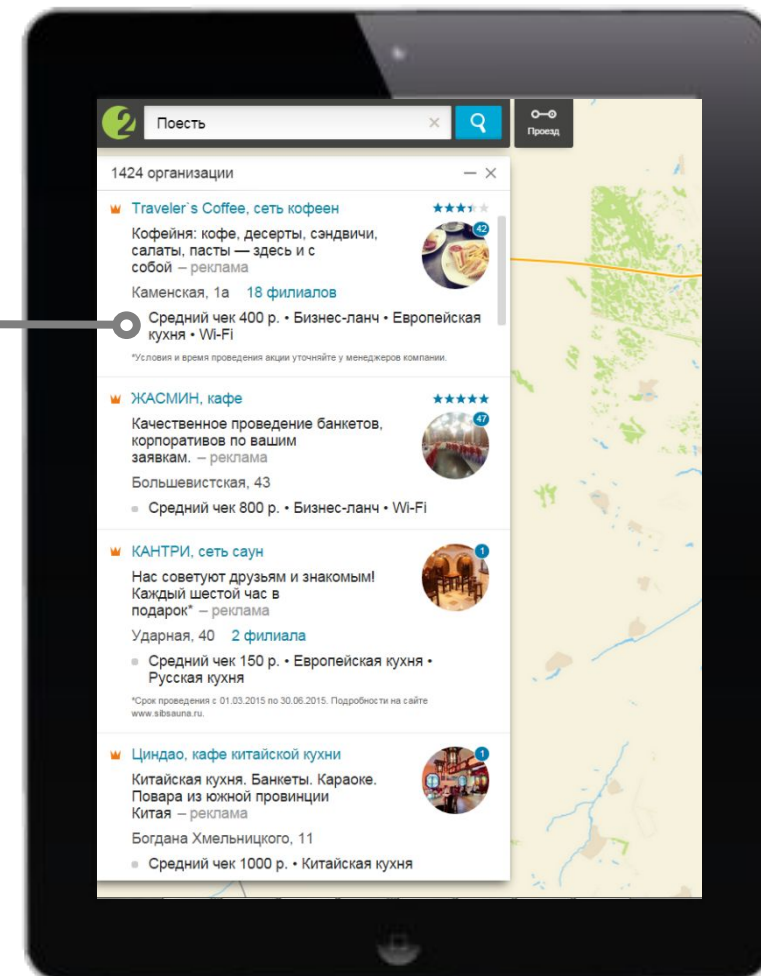 2 Поесть × Проезд
1424 организации
Traveler`s Coffee, сеть кофеен
42
Кофейня: кофе, десерты, сэндвичи,
салаты, пасты — здесь и с
собой – реклама
Каменская, 1а 18 филиалов
Средний чек 400 р. • Бизнес-ланч • Европейская
кухня • Wi-Fi
*Условия и время проведения акции уточняйте у менеджеров компании.
ЖАСМИН, кафе
47
Качественное проведение банкетов,
корпоративов по вашим
заявкам. – реклама
Большевистская, 43
Средний чек 800 р. • Бизнес-ланч • Wi-Fi
КАНТРИ, сеть саун
1
Нас советуют друзьям и знакомым!
Каждый шестой час в
подарок* – реклама
Ударная, 40 2 филиала
Средний чек 150 р. • Европейская кухня •
Русская кухня
*Срок проведения с 01.03.2015 по 30.06.2015. Подробности на сайте
www.sibsauna.ru.
Циндао, кафе китайской кухни
1
Китайская кухня. Банкеты. Караоке.
Повара из южной провинции
Китая – реклама
Богдана Хмельницкого, 11
Средний чек 1000 р. • Китайская кухня